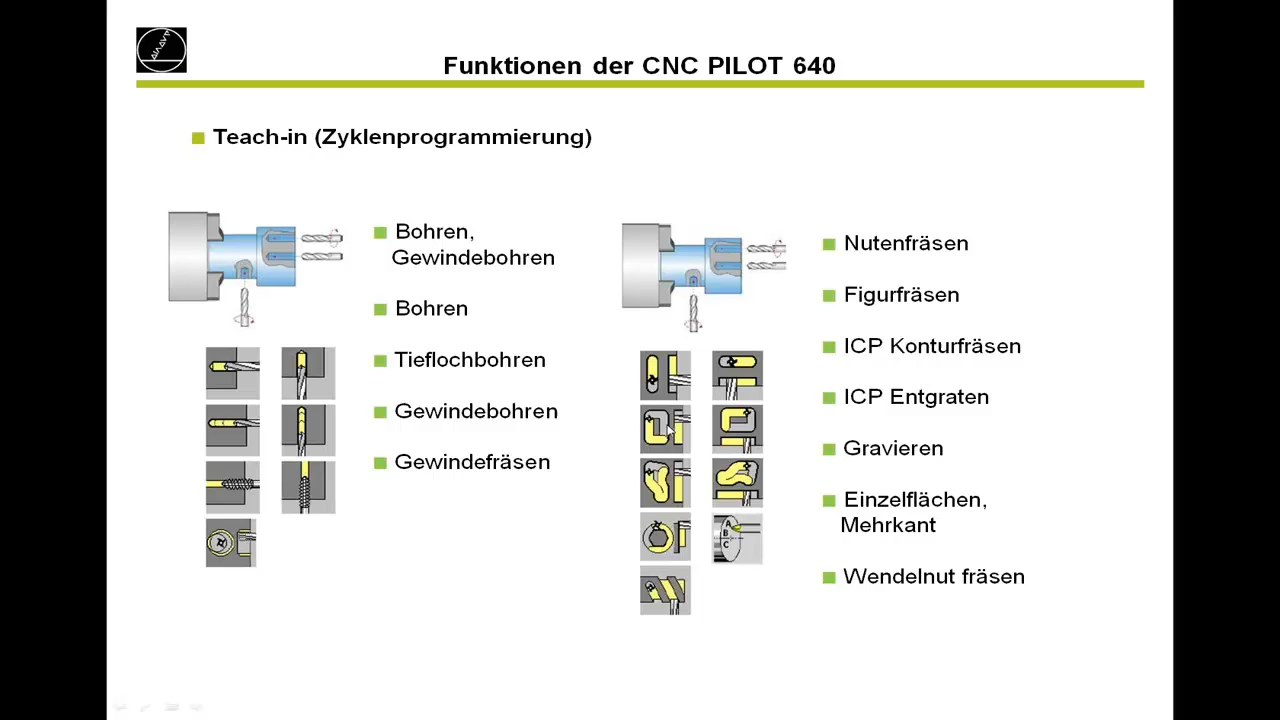 Funktionen der CNC PILOT 640
Teach-in (Zyklenprogrammierung)
Bohren,
Gewindebohren
Bohren
Tieflochbohren
Gewindebohren
Gewindefräsen
Nutenfräsen
Figurfräsen
ICP Konturfräsen
ICP Entgraten
Gravieren
Einzelflächen,
Mehrkant
Wendelnut fräsen
A
B
C